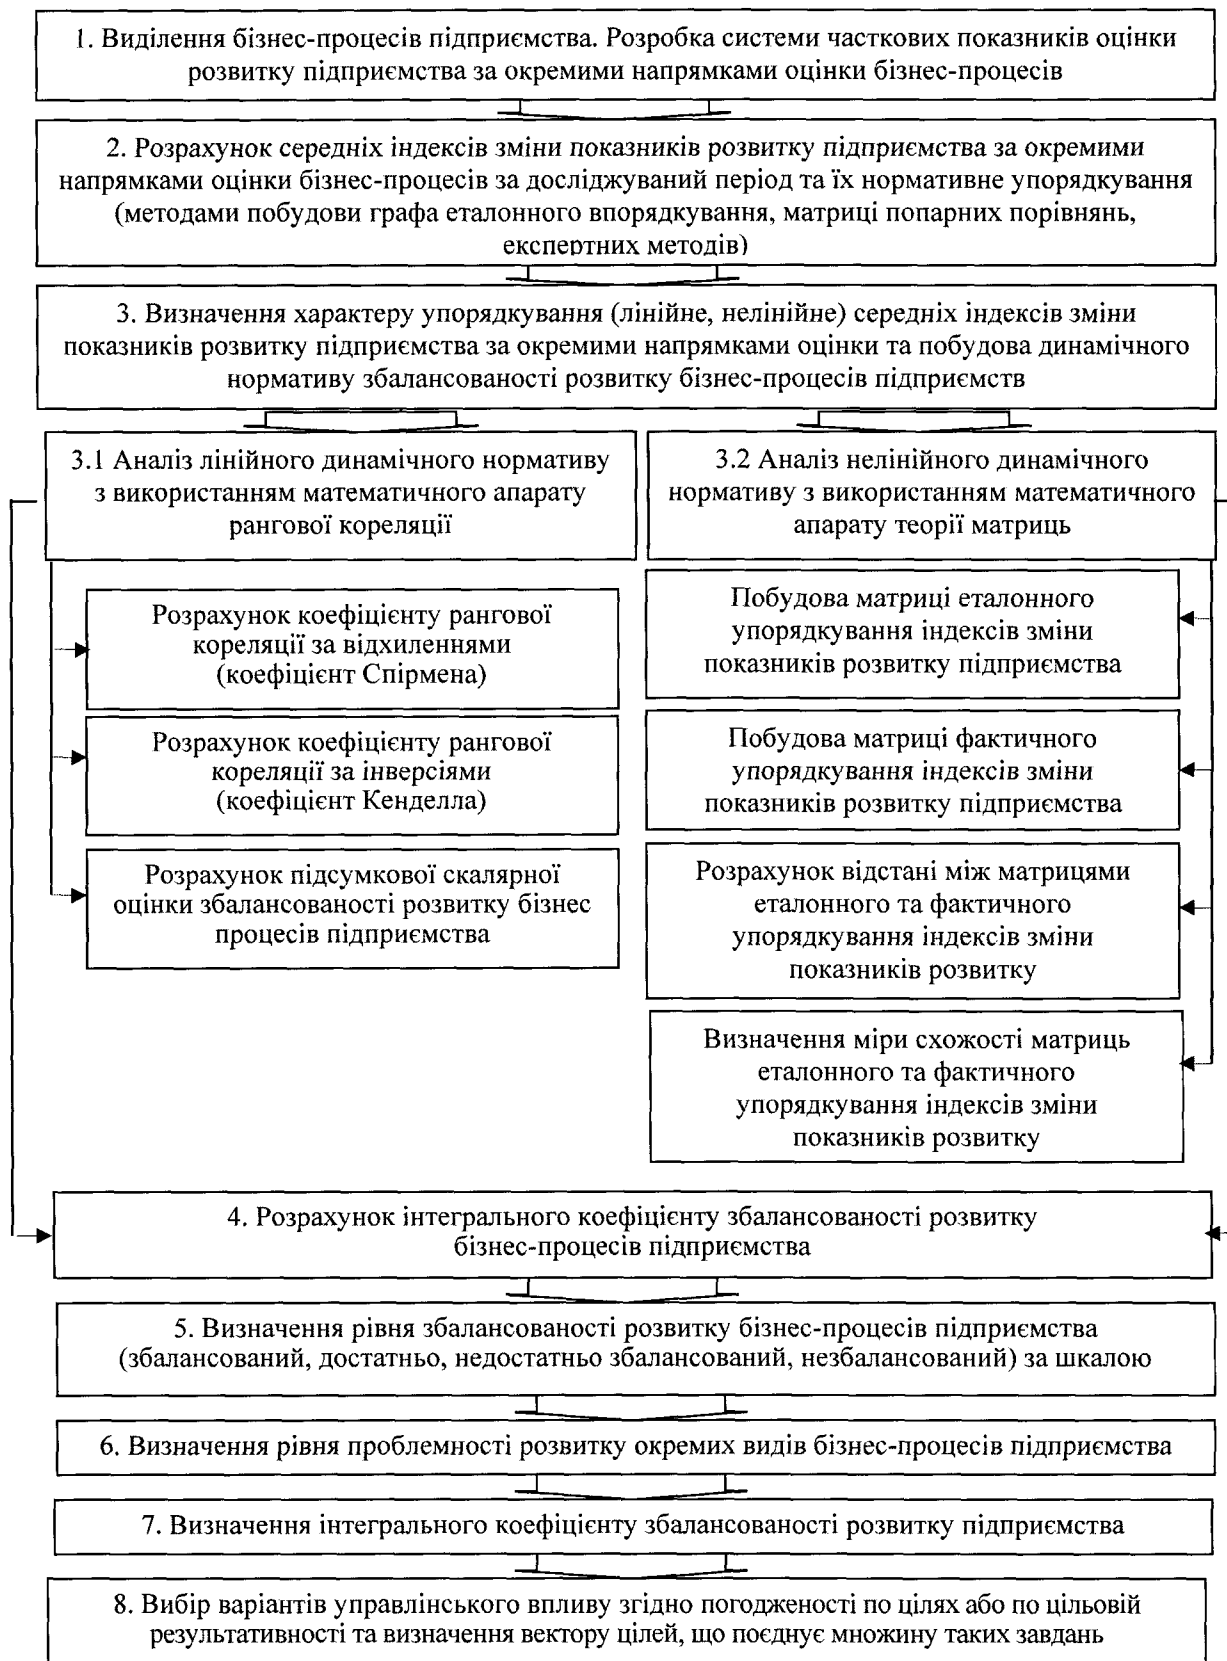 1. Виділення бізнес-процесів підприємства. Розробка системи часткових показників оцінки
розвитку підприємства за окремими напрямками оцінки бізнес-процесів
2. Розрахунок середніх індексів зміни показників розвитку підприємства за окремими
напрямками оцінки бізнес-процесів за досліджуваний період та їх нормативне упорядкування
(методами побудови графа еталонного впорядкування, матриці попарних порівнянь,
експертних методів)
3. Визначення характеру упорядкування (лінійне, нелінійне) середніх індексів зміни
показників розвитку підприємства за окремими напрямками оцінки та побудова динамічного
нормативу збалансованості розвитку бізнес-процесів підприємств
3.1 Аналіз лінійного динамічного нормативу
з використанням математичного апарату
рангової кореляції
Розрахунок коефіцієнту рангової
кореляції за відхиленнями
(коефіцієнт Спірмена)
Розрахунок коефіцієнту рангової
кореляції за інверсіями
(коефіцієнт Кенделла)
Розрахунок підсумкової скалярної
оцінки збалансованості розвитку бізнес
процесів підприємства
3.2 Аналіз нелінійного динамічного
нормативу з використанням математичного
апарату теорії матриць
Побудова матриці еталонного
упорядкування індексів зміни
показників розвитку підприємства
Побудова матриці фактичного
упорядкування індексів зміни
показників розвитку підприємства
Розрахунок відстані між матрицями
еталонного та фактичного
упорядкування індексів зміни
показників розвитку
Визначення міри схожості матриць
еталонного та фактичного
упорядкування індексів зміни
показників розвитку
4. Розрахунок інтегрального коефіцієнту збалансованості розвитку
бізнес-процесів підприємства
5. Визначення рівня збалансованості розвитку бізнес-процесів підприємства
(збалансований, достатньо, недостатньо збалансований, незбалансований) за шкалою
6. Визначення рівня проблемності розвитку окремих видів бізнес-процесів підприємства
7. Визначення інтегрального коефіцієнту збалансованості розвитку підприємства
8. Вибір варіантів управлінського впливу згідно погодженості по цілях або по цільовій
результативності та визначення вектору цілей, що поєднує множину таких завдань